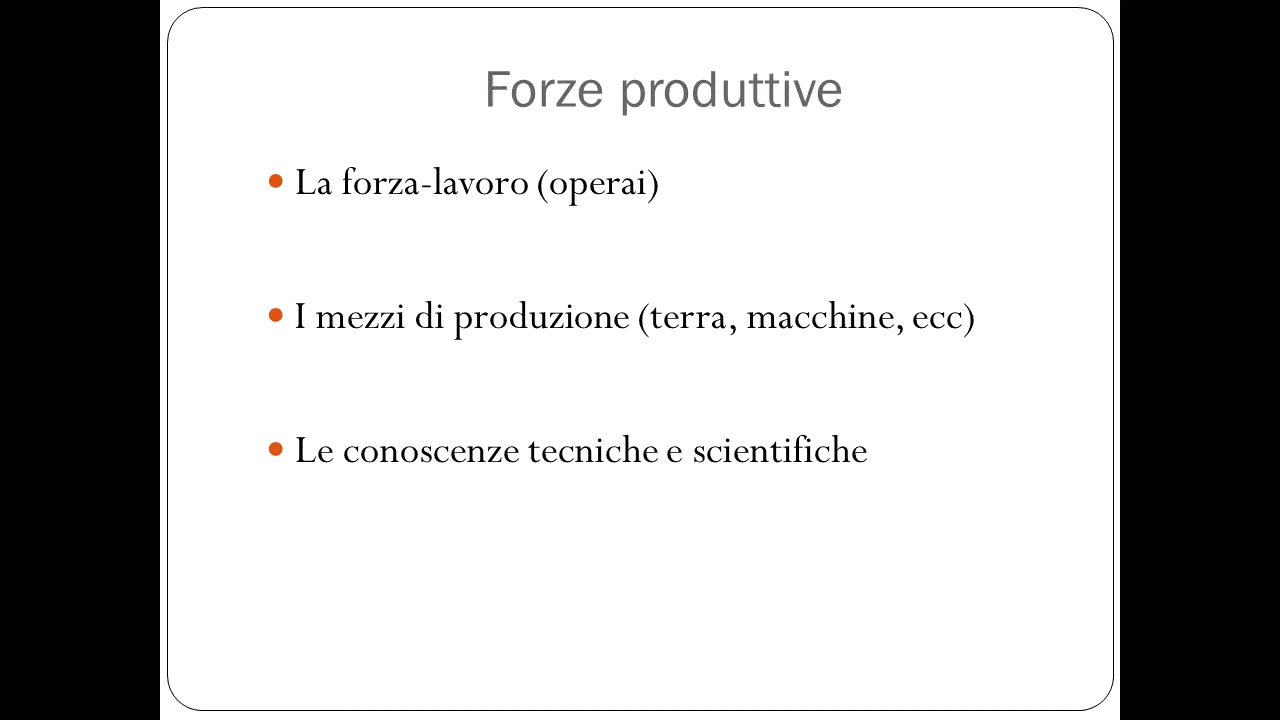 Forze produttive
• La forza-lavoro (operai)
• I mezzi di produzione (terra, macchine, ecc)
• Le conoscenze tecniche e scientifiche